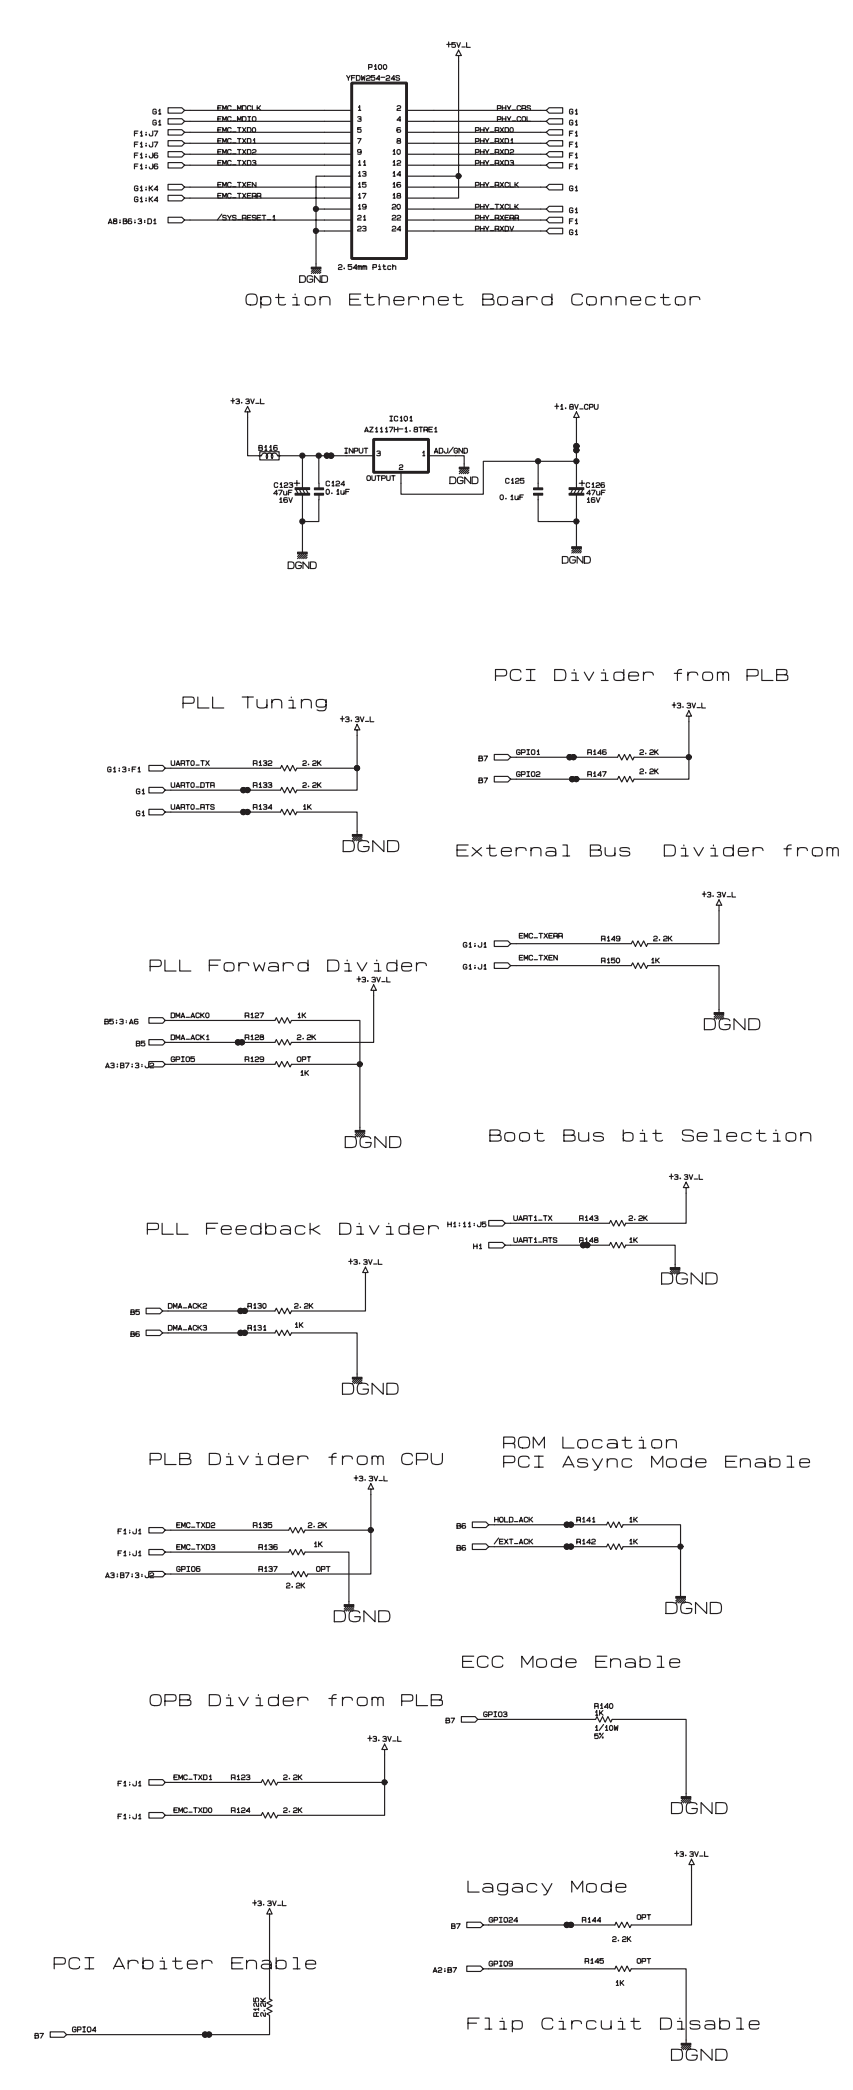 +5V_L
P100
YFDW254-24S
G1 EMC_MDCLK 1 2 PHY_CRS G1
G1 EMC_MDIO 3 4 PHY_COL G1
F1;J7 EMC_TXD0 5 6 PHY_RXD0 F1
F1;J7 EMC_TXD1 7 8 PHY_RXD1 F1
F1;J6 EMC_TXD2 9 10 PHY_RXD2 F1
F1;J6 EMC_TXD3 11 12 PHY_RXD3 F1
13 14
G1;K4 EMC_TXEN 15 16 PHY_RXCLK G1
G1;K4 EMC_TXERR 17 18
19 20 PHY_TXCLK G1
A8;B6;3;D1 /SYS_RESET_1 21 22 PHY_RXERR F1
23 24 PHY_RXDV G1
2.54mm Pitch
DGND
Option Ethernet Board Connector
+3.3V_L
+1.8V_CPU
IC101
AZ1117H-1.8TRE1
B116 INPUT 3 1 ADJ/GND
2
OUTPUT
DGND
C123
47uF
16V
C124
0.1uF
C125
0.1uF
C126
47uF
16V
DGND
DGND
PCI Divider from PLB
+3.3V_L
B7 GPIO1 R146 2.2K
B7 GPIO2 R147 2.2K
PLL Tuning
+3.3V_L
G1;3;F1 UART0_TX R132 2.2K
G1 UART0_DTR R133 2.2K
G1 UART0_RTS R134 1K
DGND
External Bus Divider from
+3.3V_L
G1;J1 EMC_TXERR R149 2.2K
G1;J1 EMC_TXEN R150 1K
DGND
PLL Forward Divider
+3.3V_L
B5;3;A6 DMA_ACK0 R127 1K
B5 DMA_ACK1 R128 2.2K
A3;B7;3;J2 GPIO5 R129 OPT
1K
DGND
Boot Bus bit Selection
+3.3V_L
H1;11;J5 UART1_TX R143 2.2K
H1 UART1_RTS R148 1K
DGND
PLL Feedback Divider
+3.3V_L
B5 DMA_ACK2 R130 2.2K
B6 DMA_ACK3 R131 1K
DGND
ROM Location
PCI Async Mode Enable
B6 HOLD_ACK R141 1K
B6 /EXT_ACK R142 1K
DGND
PLB Divider from CPU
+3.3V_L
F1;J1 EMC_TXD2 R135 2.2K
F1;J1 EMC_TXD3 R136 1K
A3;B7;3;J2 GPIO6 R137 OPT
2.2K
DGND
ECC Mode Enable
B7 GPIO3 R140
1K
1/10W
5%
DGND
OPB Divider from PLB
+3.3V_L
F1;J1 EMC_TXD1 R123 2.2K
F1;J1 EMC_TXD0 R124 2.2K
Lagacy Mode
+3.3V_L
B7 GPIO24 R144 OPT
2.2K
A2;B7 GPIO9 R145 OPT
1K
Flip Circuit Disable
DGND
PCI Arbiter Enable
+3.3V_L
R125
2.2K
B7 GPIO4